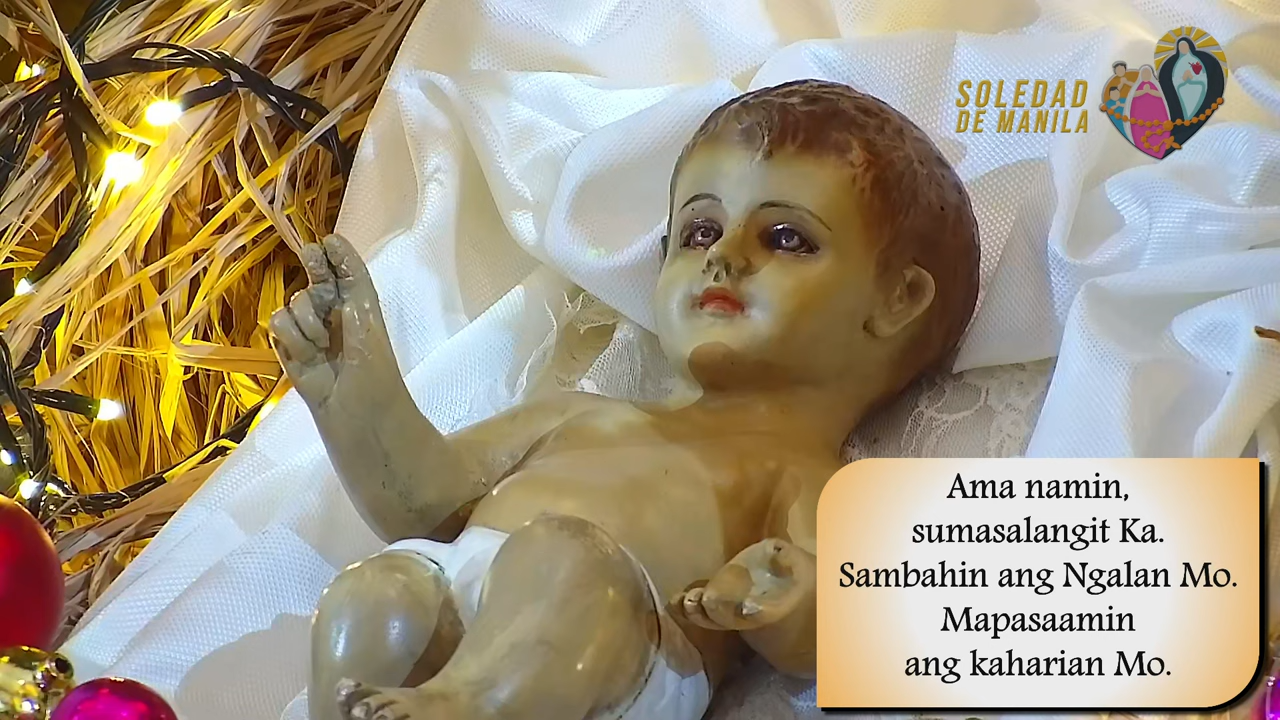 SOLEDAD
DE MANILA
Ama namin,
sumasalangit Ka.
Sambahin ang Ngalan Mo.
Mapasaamin
ang kaharian Mo.